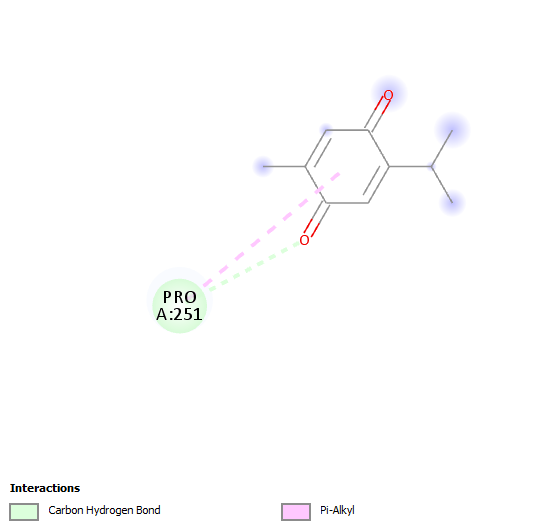 O
O
PRO
A:251
Interactions
Carbon Hydrogen Bond
Pi-Alkyl